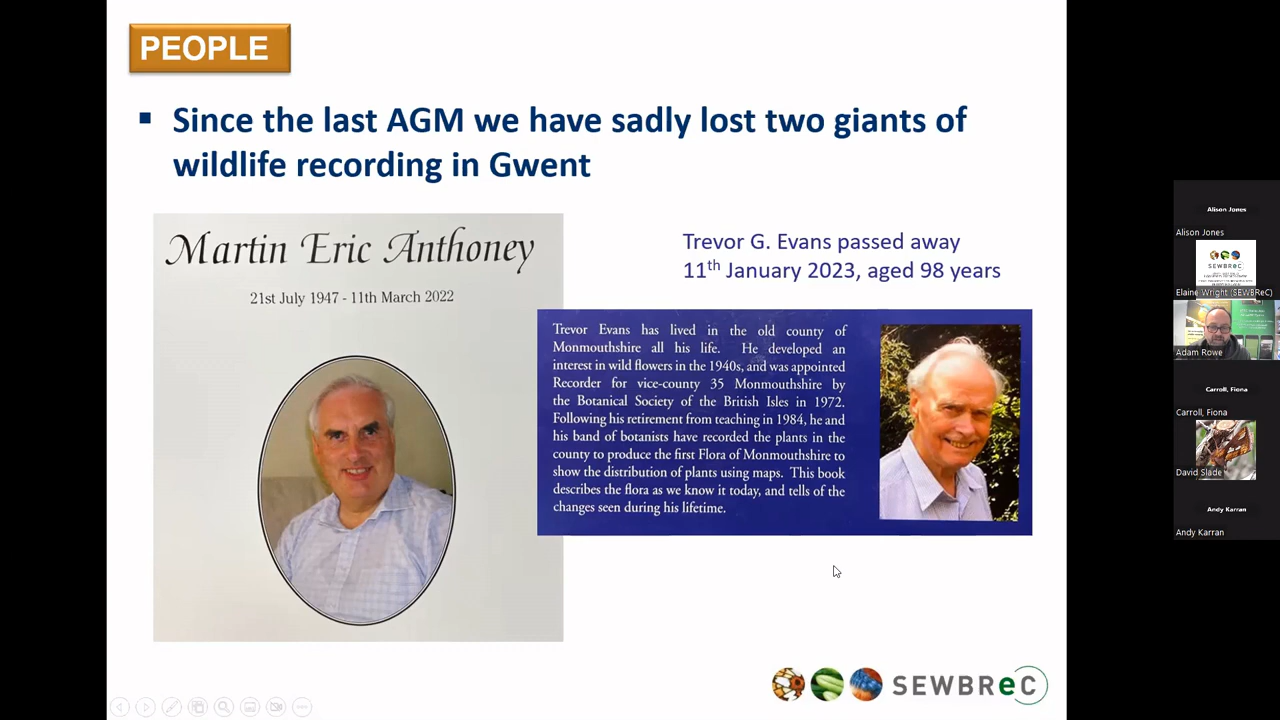 PEOPLE
▪ Since the last AGM we have sadly lost two giants of
wildlife recording in Gwent
Martin Eric Anthoney
21st July 1947 - 11th March 2022
Trevor G. Evans passed away
11th January 2023, aged 98 years
Trevor Evans has lived in the old county of
Monmouthshire all his life. He developed an
interest in wild flowers in the 1940s, and was appointed
Recorder for vice-county 35 Monmouthshire by
the Botanical Society of the British Isles in 1972.
Following his retirement from teaching in 1984, he and
his band of botanists have recorded the plants in the
county to produce the first Flora of Monmouthshire to
show the distribution of plants using maps. This book
describes the flora as we know it today, and tells of the
changes seen during his lifetime.
SEWBReC
Alison Jones
Alison Jones
SEWBReC
Elaine Wright (SEWBReC)
Adam Rowe
Carroll, Fiona
Carroll, Fiona
David Slade
Andy Karran
Andy Karran